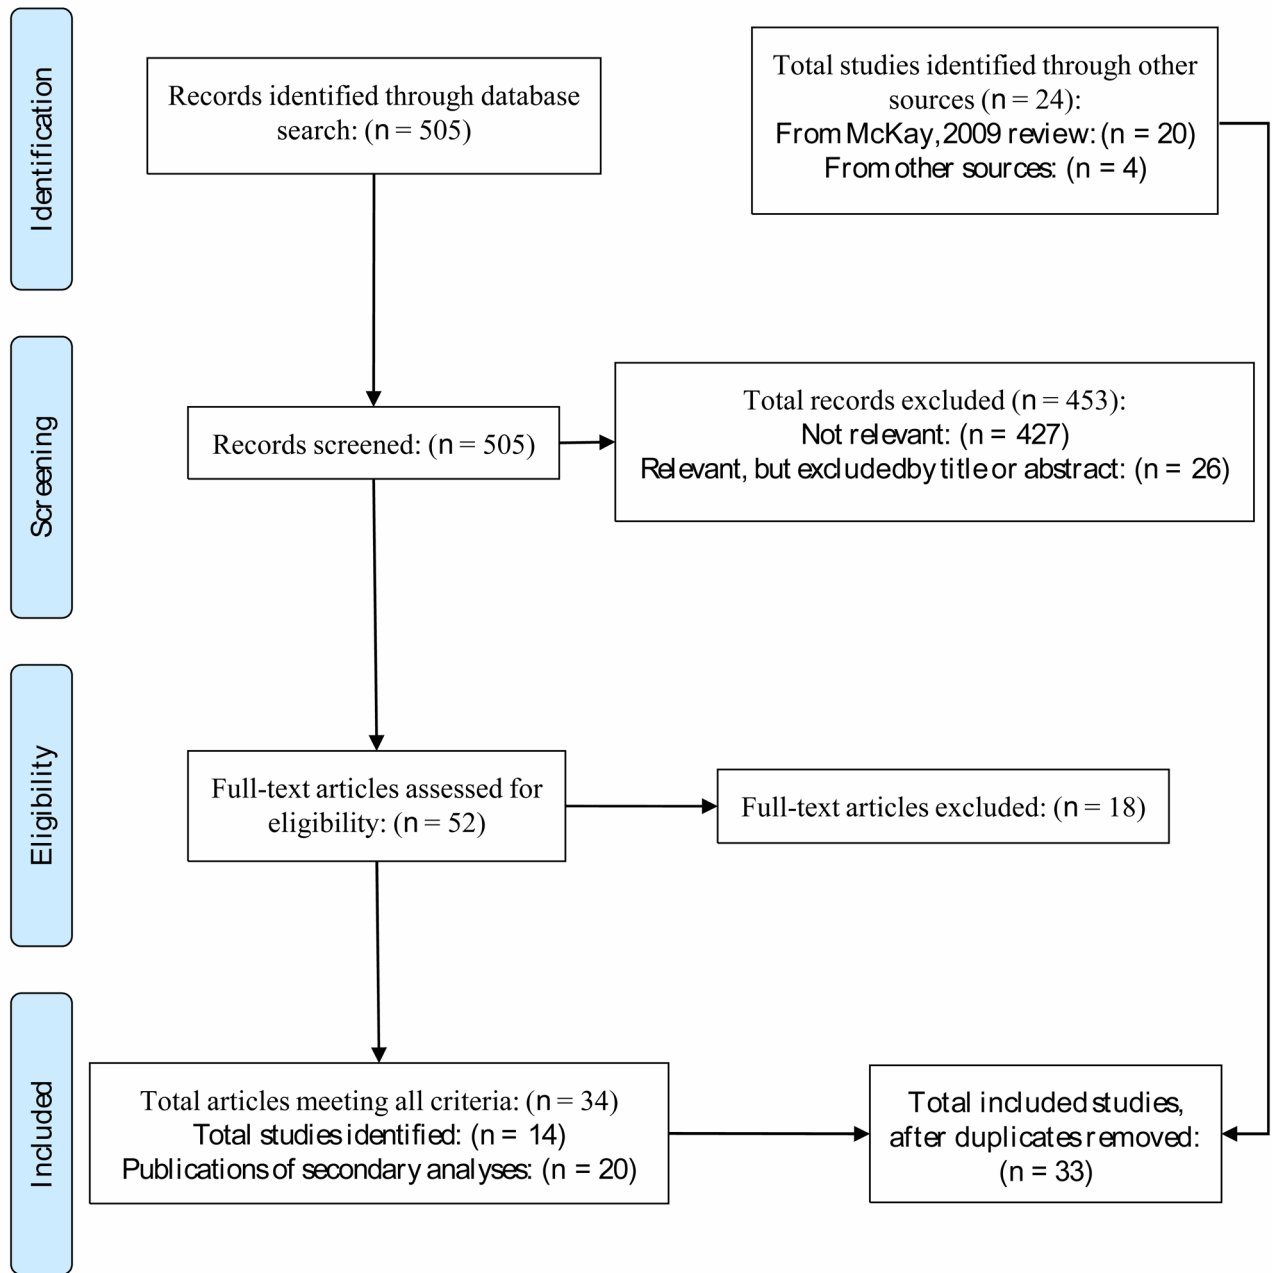 Identification
Records identified through database
search: (n = 505)
Total studies identified through other
sources (n = 24):
From McKay, 2009 review: (n = 20)
From other sources: (n = 4)
Screening
Records screened: (n = 505)
Total records excluded (n = 453):
Not relevant: (n = 427)
Relevant, but excluded by title or abstract: (n = 26)
Eligibility
Full-text articles assessed for
eligibility: (n = 52)
Full-text articles excluded: (n = 18)
Included
Total articles meeting all criteria: (n = 34)
Total studies identified: (n = 14)
Publications of secondary analyses: (n = 20)
Total included studies,
after duplicates removed:
(n = 33)